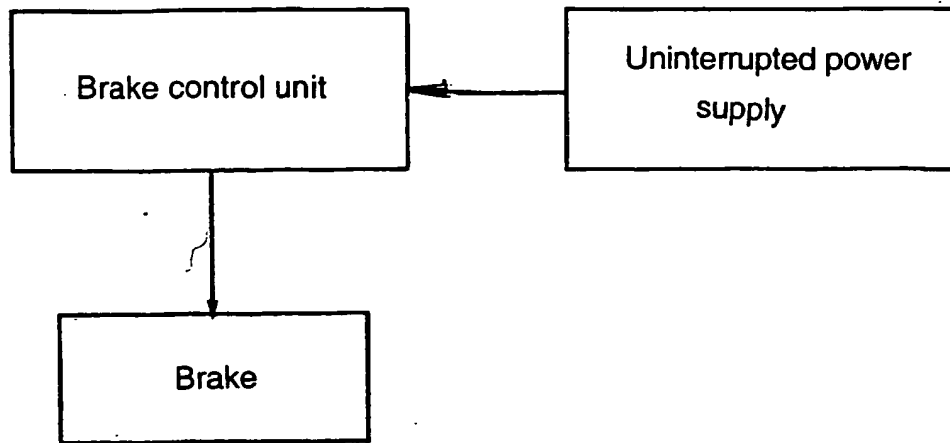 Brake control unit
Uninterrupted power
supply
Brake